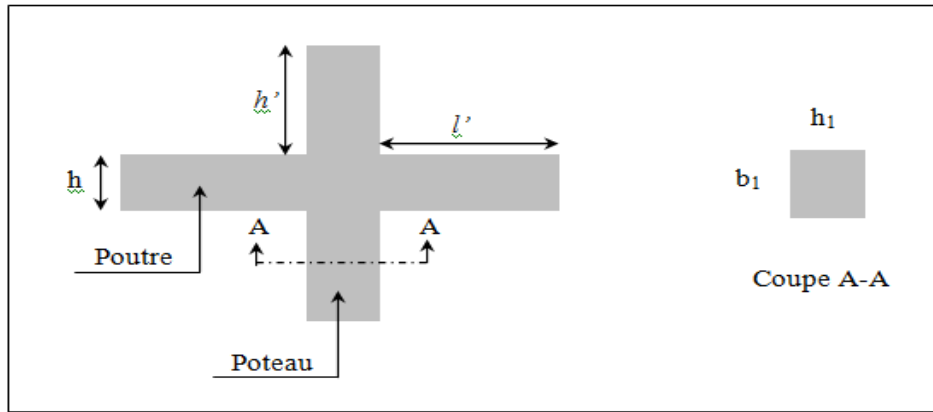 h'
l'
h
A A
Poutre
Poteau
h₁
b₁
Coupe A-A